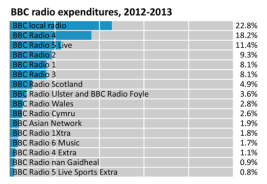 BBC radio expenditures, 2012-2013
BBC local radio 22.8%
BBC Radio 4 18.2%
BBC Radio 5 Live 11.4%
BBC Radio 2 9.3%
BBC Radio 1 8.1%
BBC Radio 3 8.1%
BBC Radio Scotland 4.9%
BBC Radio Ulster and BBC Radio Foyle 3.6%
BBC Radio Wales 2.8%
BBC Radio Cymru 2.6%
BBC Asian Network 1.9%
BBC Radio 1Xtra 1.8%
BBC Radio 6 Music 1.7%
BBC Radio 4 Extra 1.1%
BBC Radio nan Gaidheal 0.9%
BBC Radio 5 Live Sports Extra 0.8%